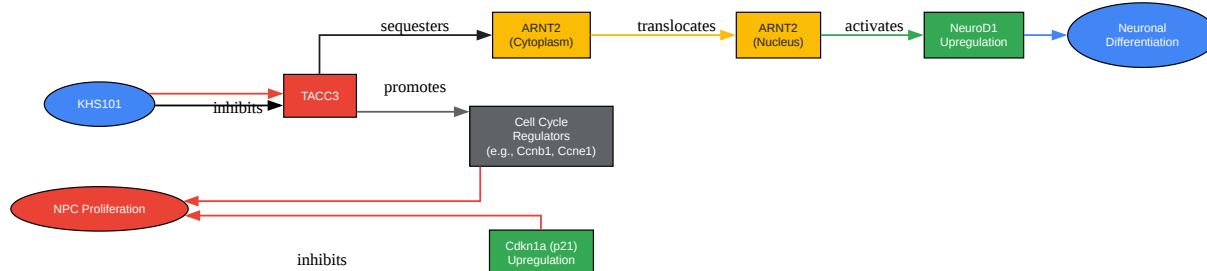 sequesters
ARNT2
(Cytoplasm)
translocates
ARNT2
(Nucleus)
activates
NeuroD1
Upregulation
Neuronal
Differentiation
KHS101
inhibits
TACC3
promotes
Cell Cycle
Regulators
(e.g., Ccnb1, Ccne1)
NPC Proliferation
Cdkn1a (p21)
Upregulation
inhibits